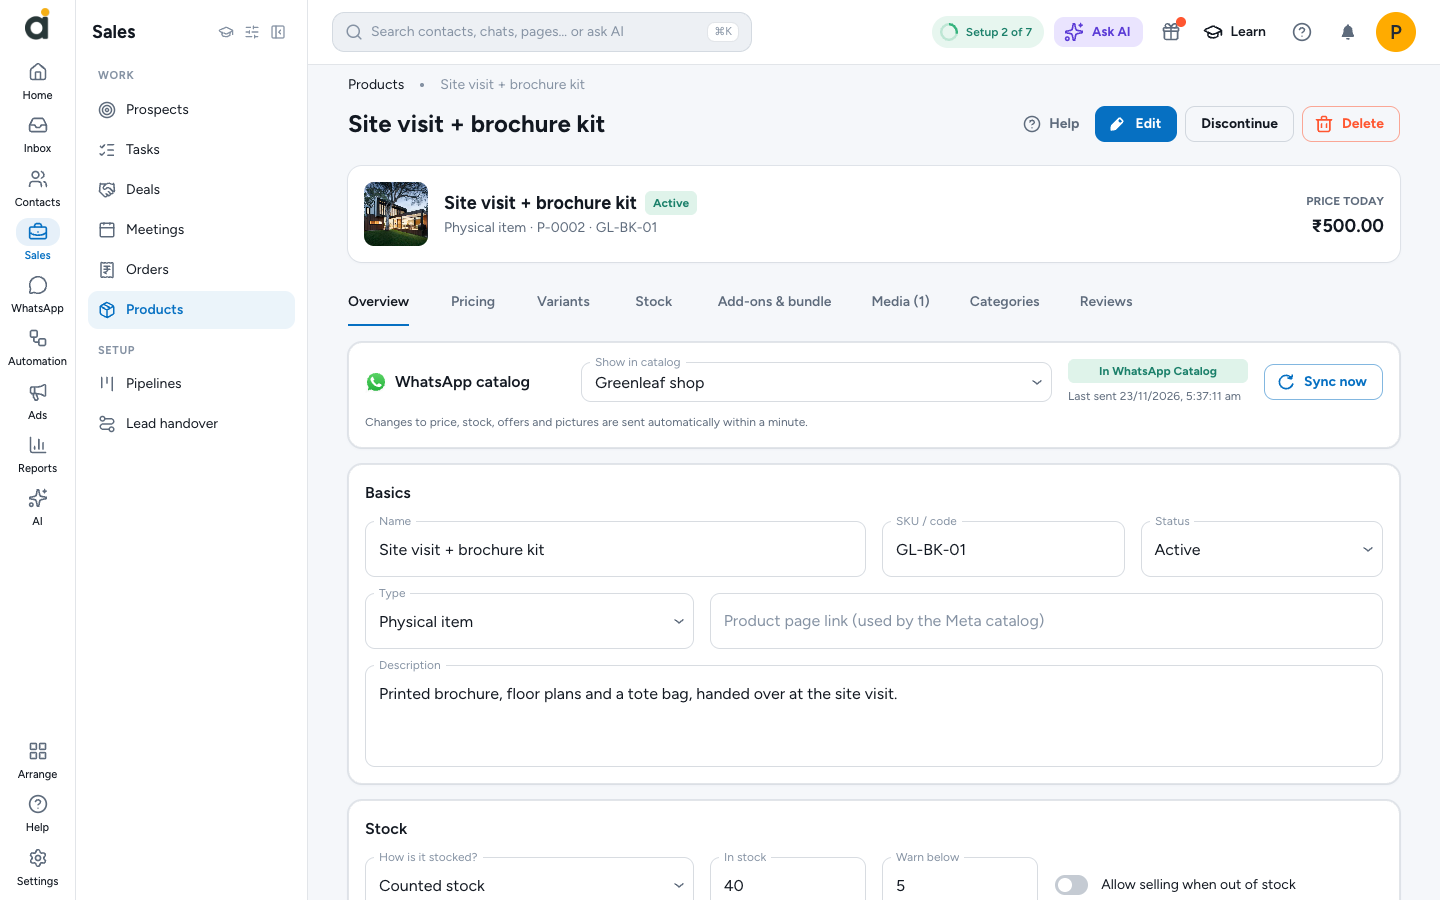 Sales
Search contacts, chats, pages... or ask AI
⌘K
Setup 2 of 7
Ask AI
Learn
P
Home
Inbox
Contacts
Sales
WhatsApp
Automation
Ads
Reports
AI
Arrange
Help
Settings
WORK
Prospects
Tasks
Deals
Meetings
Orders
Products
SETUP
Pipelines
Lead handover
Products • Site visit + brochure kit
Site visit + brochure kit
Help
Edit
Discontinue
Delete
Site visit + brochure kit
Active
Physical item · P-0002 · GL-BK-01
PRICE TODAY
₹500.00
Overview
Pricing
Variants
Stock
Add-ons & bundle
Media (1)
Categories
Reviews
WhatsApp catalog
Show in catalog
Greenleaf shop
In WhatsApp Catalog
Last sent 23/11/2026, 5:37:11 am
Sync now
Changes to price, stock, offers and pictures are sent automatically within a minute.
Basics
Name
Site visit + brochure kit
SKU / code
GL-BK-01
Status
Active
Type
Physical item
Product page link (used by the Meta catalog)
Description
Printed brochure, floor plans and a tote bag, handed over at the site visit.
Stock
How is it stocked?
Counted stock
In stock
40
Warn below
5
Allow selling when out of stock